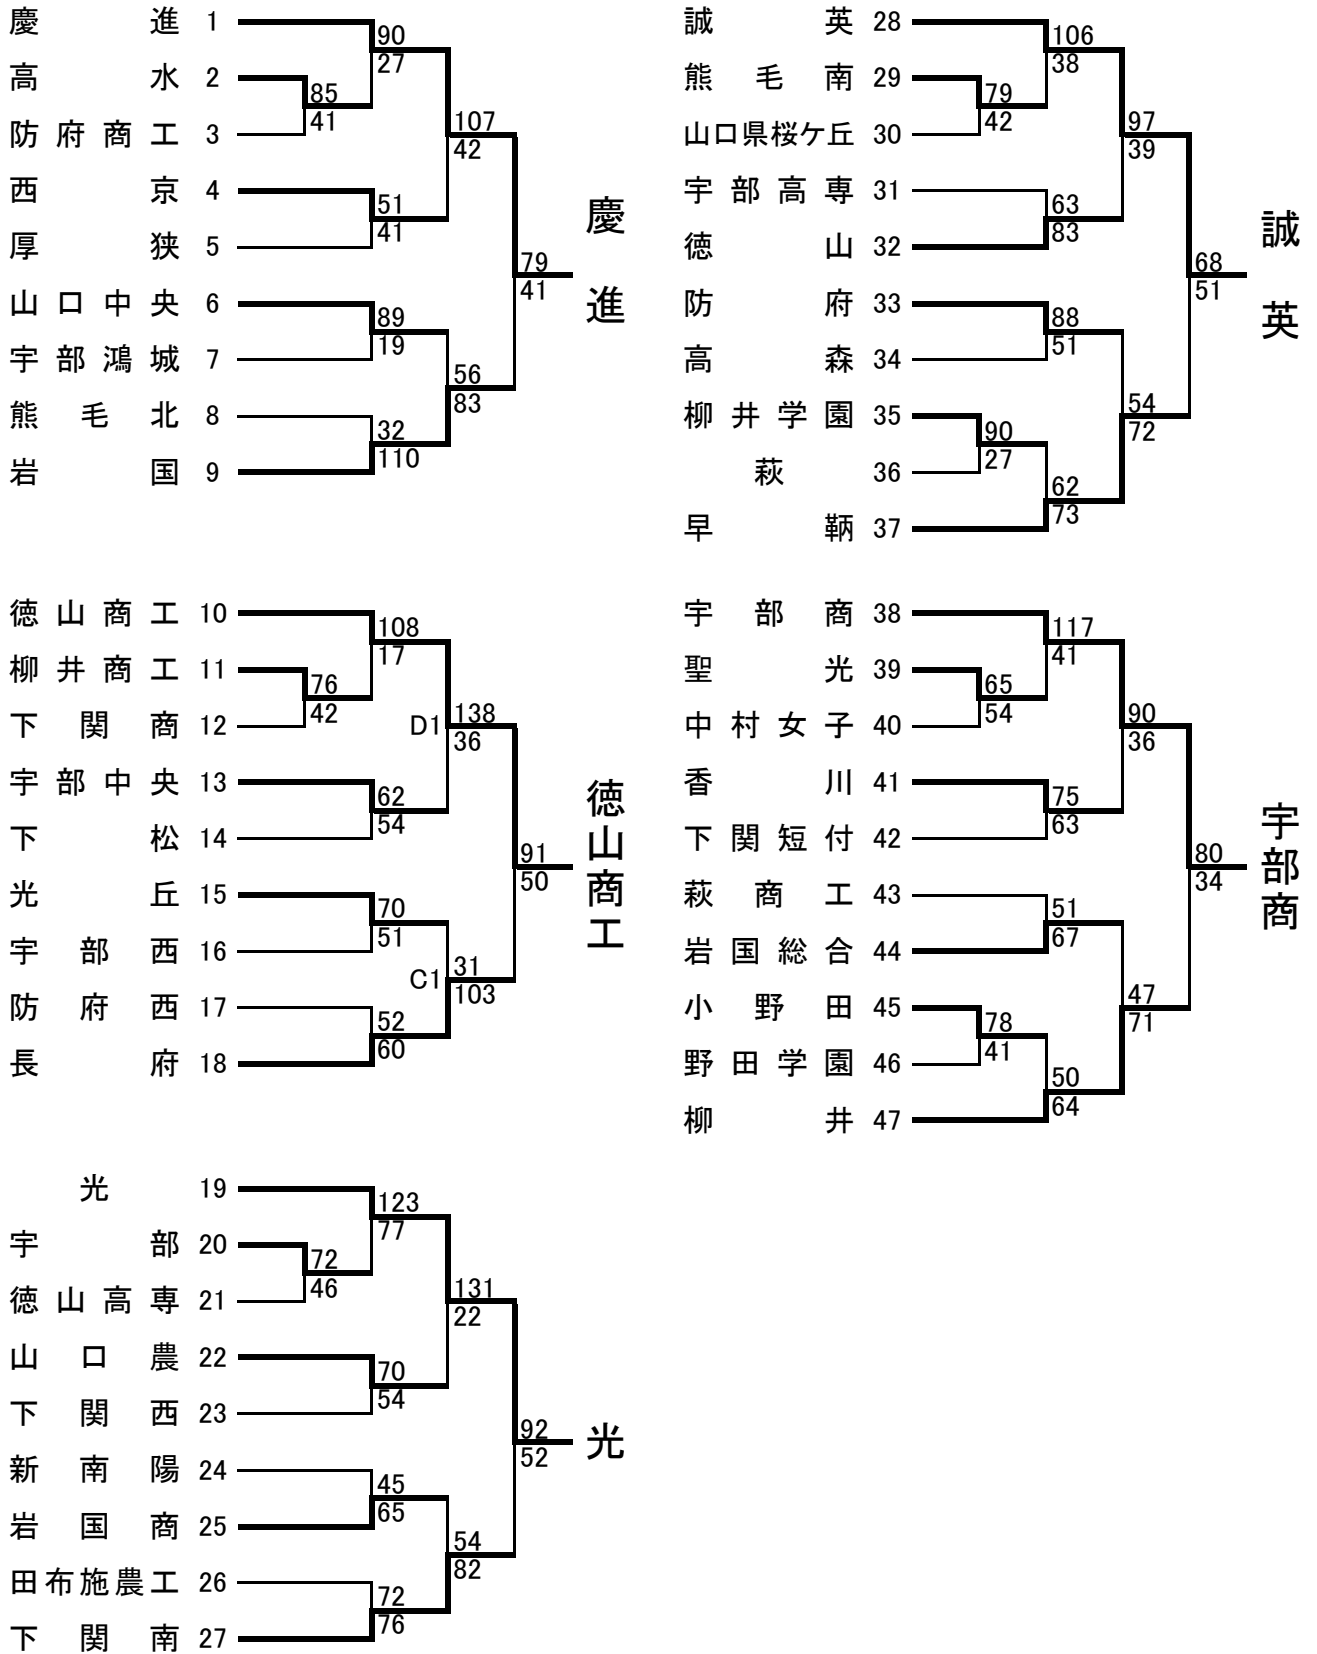 慶進 1
90
27
高水 2
85
41
防府商工 3
107
42
西京 4
51
41
厚狭 5
79
41
慶進
山口中央 6
89
19
宇部鴻城 7
56
83
熊毛北 8
32
110
岩国 9
徳山商工 10
108
17
柳井商工 11
76
42
下関商 12
D1
138
36
宇部中央 13
62
54
下松 14
91
50
徳山商工
光丘 15
70
51
宇部西 16
C1
31
103
防府西 17
52
60
長府 18
光 19
123
77
宇部 20
72
46
徳山高専 21
131
22
山口農 22
70
54
下関西 23
92
52
光
新南陽 24
45
65
岩国商 25
54
82
田布施農工 26
72
76
下関南 27
誠英 28
106
38
熊毛南 29
79
42
山口県桜ケ丘 30
97
39
宇部高専 31
63
83
徳山 32
68
51
誠英
防府 33
88
51
高森 34
54
72
柳井学園 35
90
27
萩 36
62
73
早鞆 37
宇部商 38
117
41
聖光 39
65
54
中村女子 40
90
36
香川 41
75
63
下関短付 42
80
34
宇部商
萩商工 43
51
67
岩国総合 44
47
71
小野田 45
78
41
野田学園 46
50
64
柳井 47